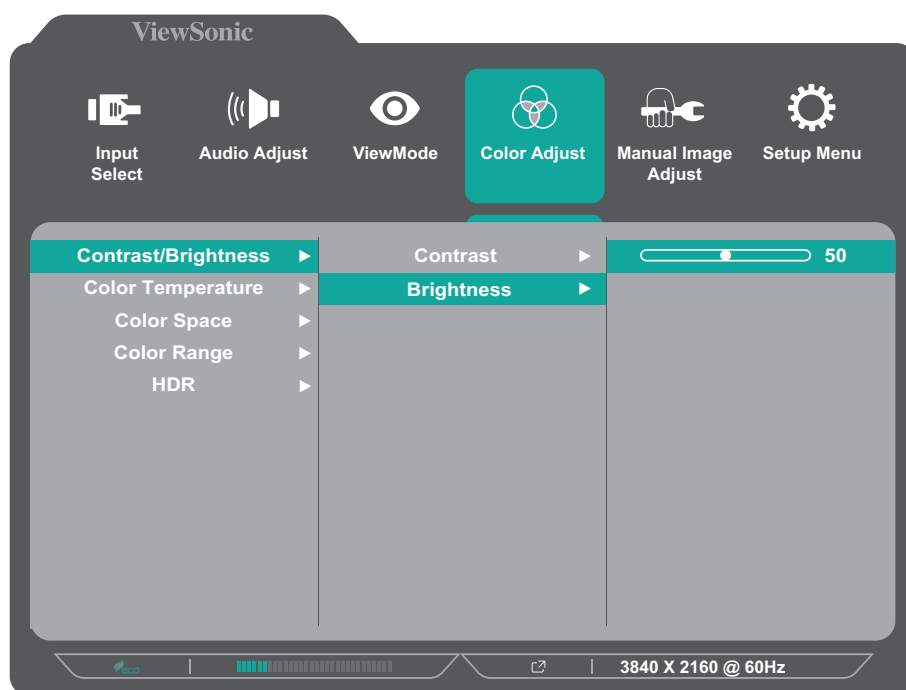 ViewSonic
Input
Select
Audio Adjust
ViewMode
Color Adjust
Manual Image
Adjust
Setup Menu
Contrast/Brightness
Color Temperature
Color Space
Color Range
HDR
Contrast
Brightness
50
eco
3840 X 2160 @ 60Hz